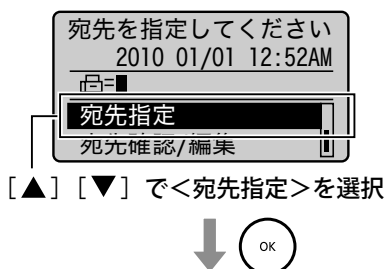 宛先を指定してください
2010 01/01 12:52AM
=
宛先指定
宛先確認/編集
[▲] [▼] で<宛先指定>を選択
OK